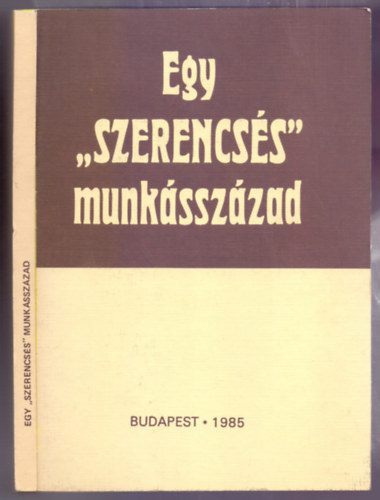 Egy
„SZERENCSÉS”
munkásszázad
BUDAPEST • 1985
EGY „SZERENCSÉS” MUNKÁSSZÁZAD